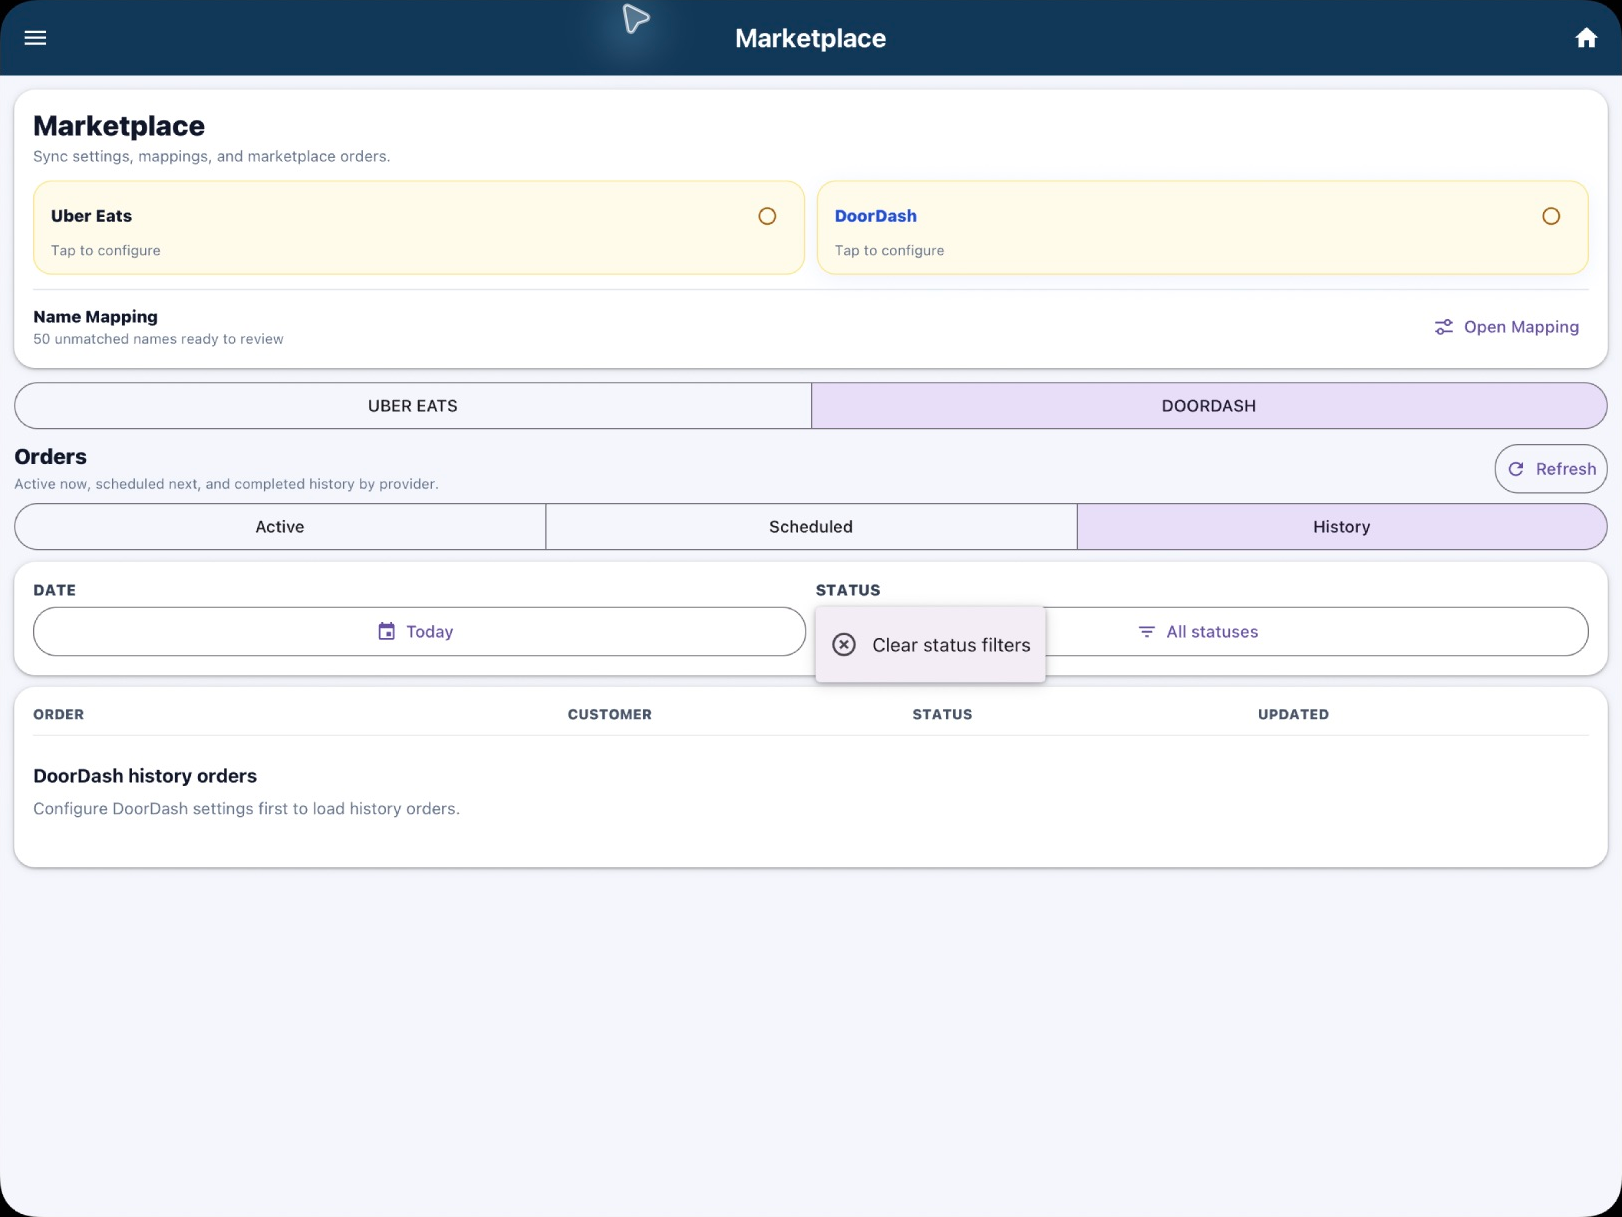 Marketplace
Marketplace
Sync settings, mappings, and marketplace orders.
Uber Eats
Tap to configure
DoorDash
Tap to configure
Name Mapping
50 unmatched names ready to review
Open Mapping
UBER EATS
DOORDASH
Orders
Active now, scheduled next, and completed history by provider.
Refresh
Active
Scheduled
History
DATE
Today
STATUS
Clear status filters
All statuses
ORDER
CUSTOMER
STATUS
UPDATED
DoorDash history orders
Configure DoorDash settings first to load history orders.